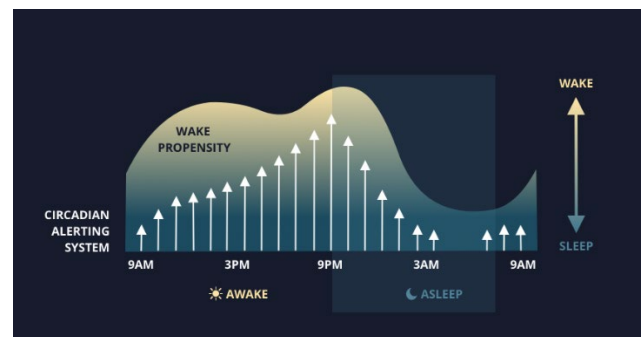 WAKE
WAKE
PROPENSITY
CIRCADIAN
ALERTING
SYSTEM
SLEEP
9AM 3PM 9PM 3AM 9AM
AWAKE ASLEEP